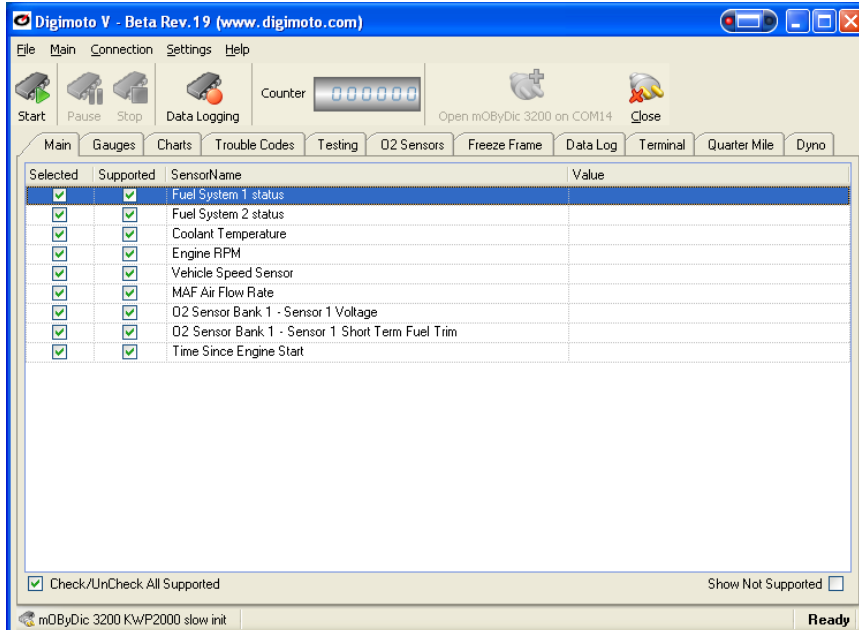 Digimoto V - Beta Rev.19 (www.digimoto.com)
File Main Connection Settings Help
Counter 000000
Start Pause Stop Data Logging Open mOByDic 3200 on COM14 Close
Main Gauges Charts Trouble Codes Testing O2 Sensors Freeze Frame Data Log Terminal Quarter Mile Dyno
Selected Supported SensorName Value
Fuel System 1 status
Fuel System 2 status
Coolant Temperature
Engine RPM
Vehicle Speed Sensor
MAF Air Flow Rate
O2 Sensor Bank 1 - Sensor 1 Voltage
O2 Sensor Bank 1 - Sensor 1 Short Term Fuel Trim
Time Since Engine Start
Check/UnCheck All Supported Show Not Supported
mOByDic 3200 KWP2000 slow init Ready